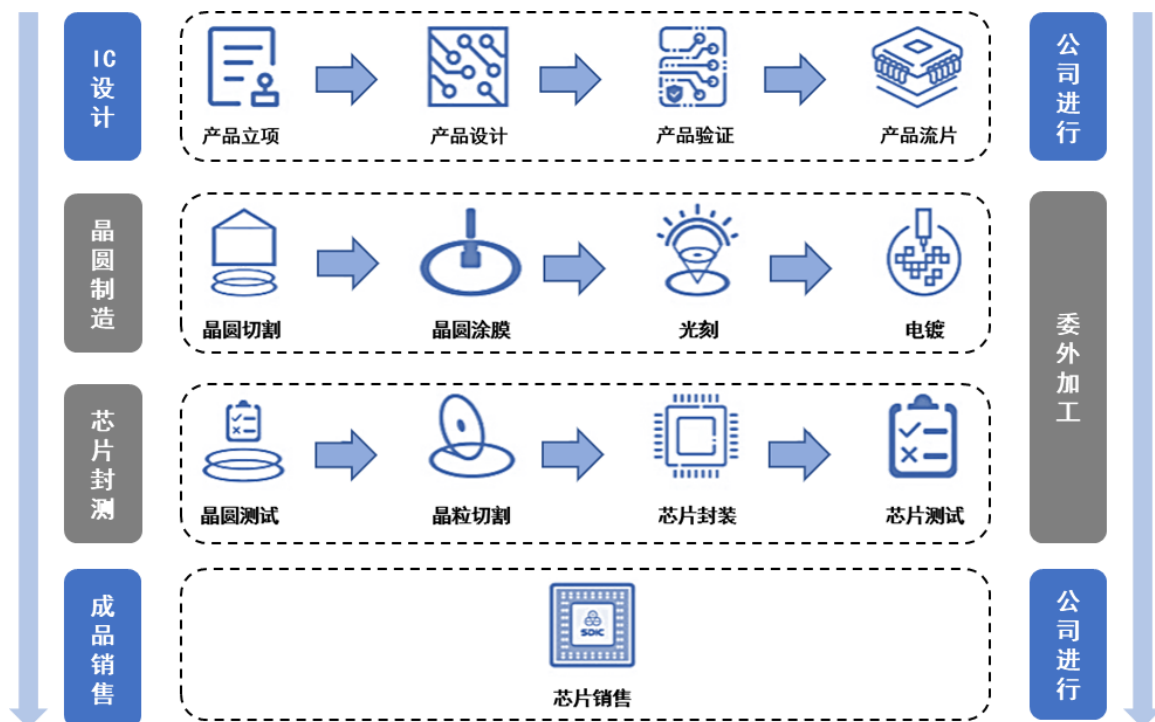 IC设计
产品立项
产品设计
产品验证
产品流片
公司进行
晶圆制造
晶圆切割
晶圆涂膜
光刻
电镀
委外加工
芯片封测
晶圆测试
晶粒切割
芯片封装
芯片测试
成品销售
SDIC
芯片销售
公司进行